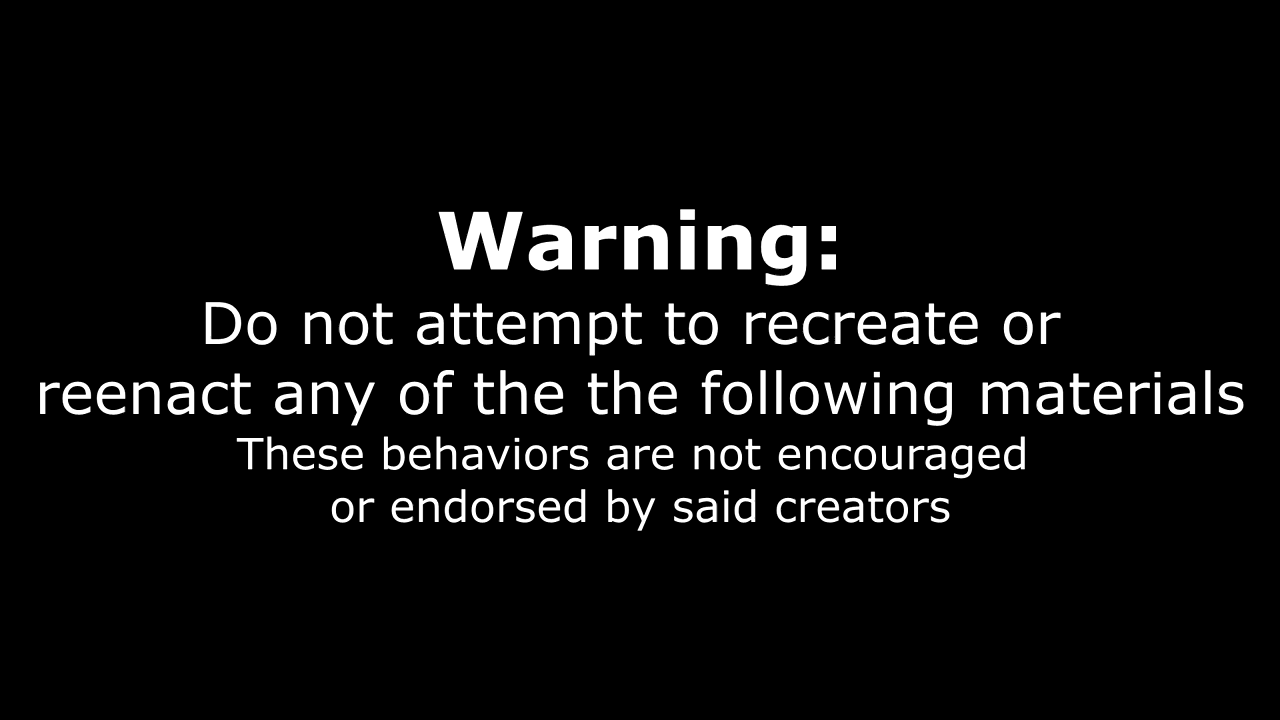 Warning:
Do not attempt to recreate or
reenact any of the the following materials
These behaviors are not encouraged
or endorsed by said creators